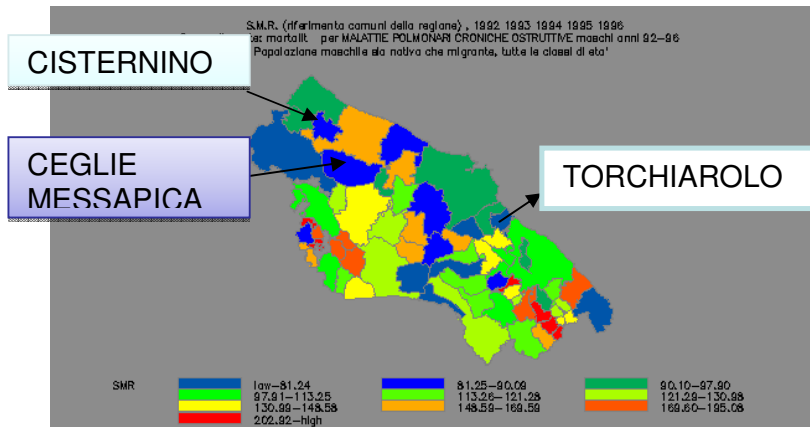 S.M.R. (riferimento comuni della regione) , 1992 1993 1994 1995 1996
te: mortalit per MALATTIE POLMONARI CRONICHE OSTRUTTIVE maschi anni 92-96
Popolazione maschile sia nativa che migrante, tutte le classi di eta'
CISTERNINO
CEGLIE
MESSAPICA
TORCHIAROLO
SMR
low-81.24
81.25-90.09
90.10-97.90
97.91-113.25
113.26-121.28
121.29-130.98
130.99-148.58
148.59-169.59
169.60-195.08
202.92-high